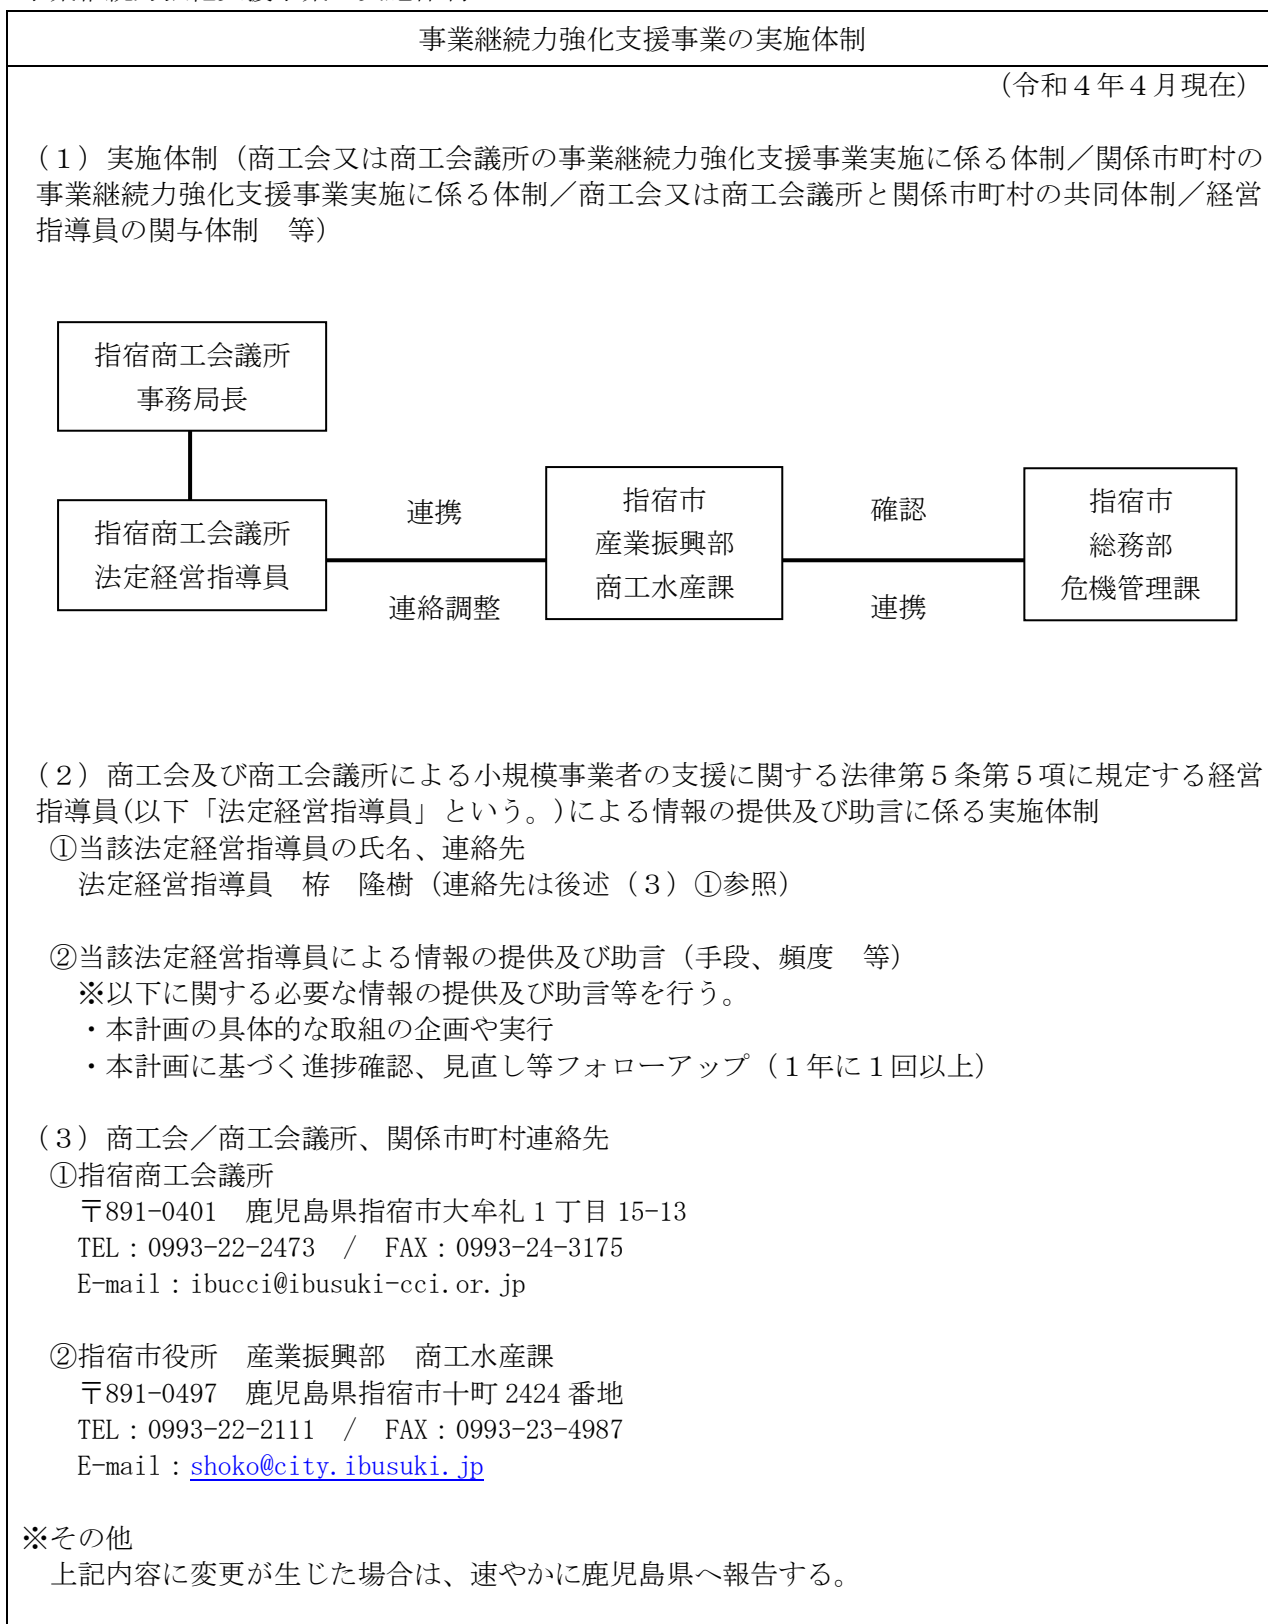 事業継続力強化支援事業の実施体制
（令和４年４月現在）
（１）実施体制（商工会又は商工会議所の事業継続力強化支援事業実施に係る体制／関係市町村の
事業継続力強化支援事業実施に係る体制／商工会又は商工会議所と関係市町村の共同体制／経営
指導員の関与体制　等）
指宿商工会議所
事務局長
指宿商工会議所
法定経営指導員
連携
連絡調整
指宿市
産業振興部
商工水産課
確認
連携
指宿市
総務部
危機管理課
（２）商工会及び商工会議所による小規模事業者の支援に関する法律第５条第５項に規定する経営
指導員(以下「法定経営指導員」という。)による情報の提供及び助言に係る実施体制
①当該法定経営指導員の氏名、連絡先
法定経営指導員　栫　隆樹（連絡先は後述（３）①参照）
②当該法定経営指導員による情報の提供及び助言（手段、頻度　等）
※以下に関する必要な情報の提供及び助言等を行う。
・本計画の具体的な取組の企画や実行
・本計画に基づく進捗確認、見直し等フォローアップ（１年に１回以上）
（３）商工会／商工会議所、関係市町村連絡先
①指宿商工会議所
〒891-0401　鹿児島県指宿市大牟礼 1 丁目 15-13
TEL：0993-22-2473　/　FAX：0993-24-3175
E-mail：ibucci@ibusuki-cci.or.jp
②指宿市役所　産業振興部　商工水産課
〒891-0497　鹿児島県指宿市十町 2424 番地
TEL：0993-22-2111　/　FAX：0993-23-4987
E-mail：shoko@city.ibusuki.jp
※その他
上記内容に変更が生じた場合は、速やかに鹿児島県へ報告する。